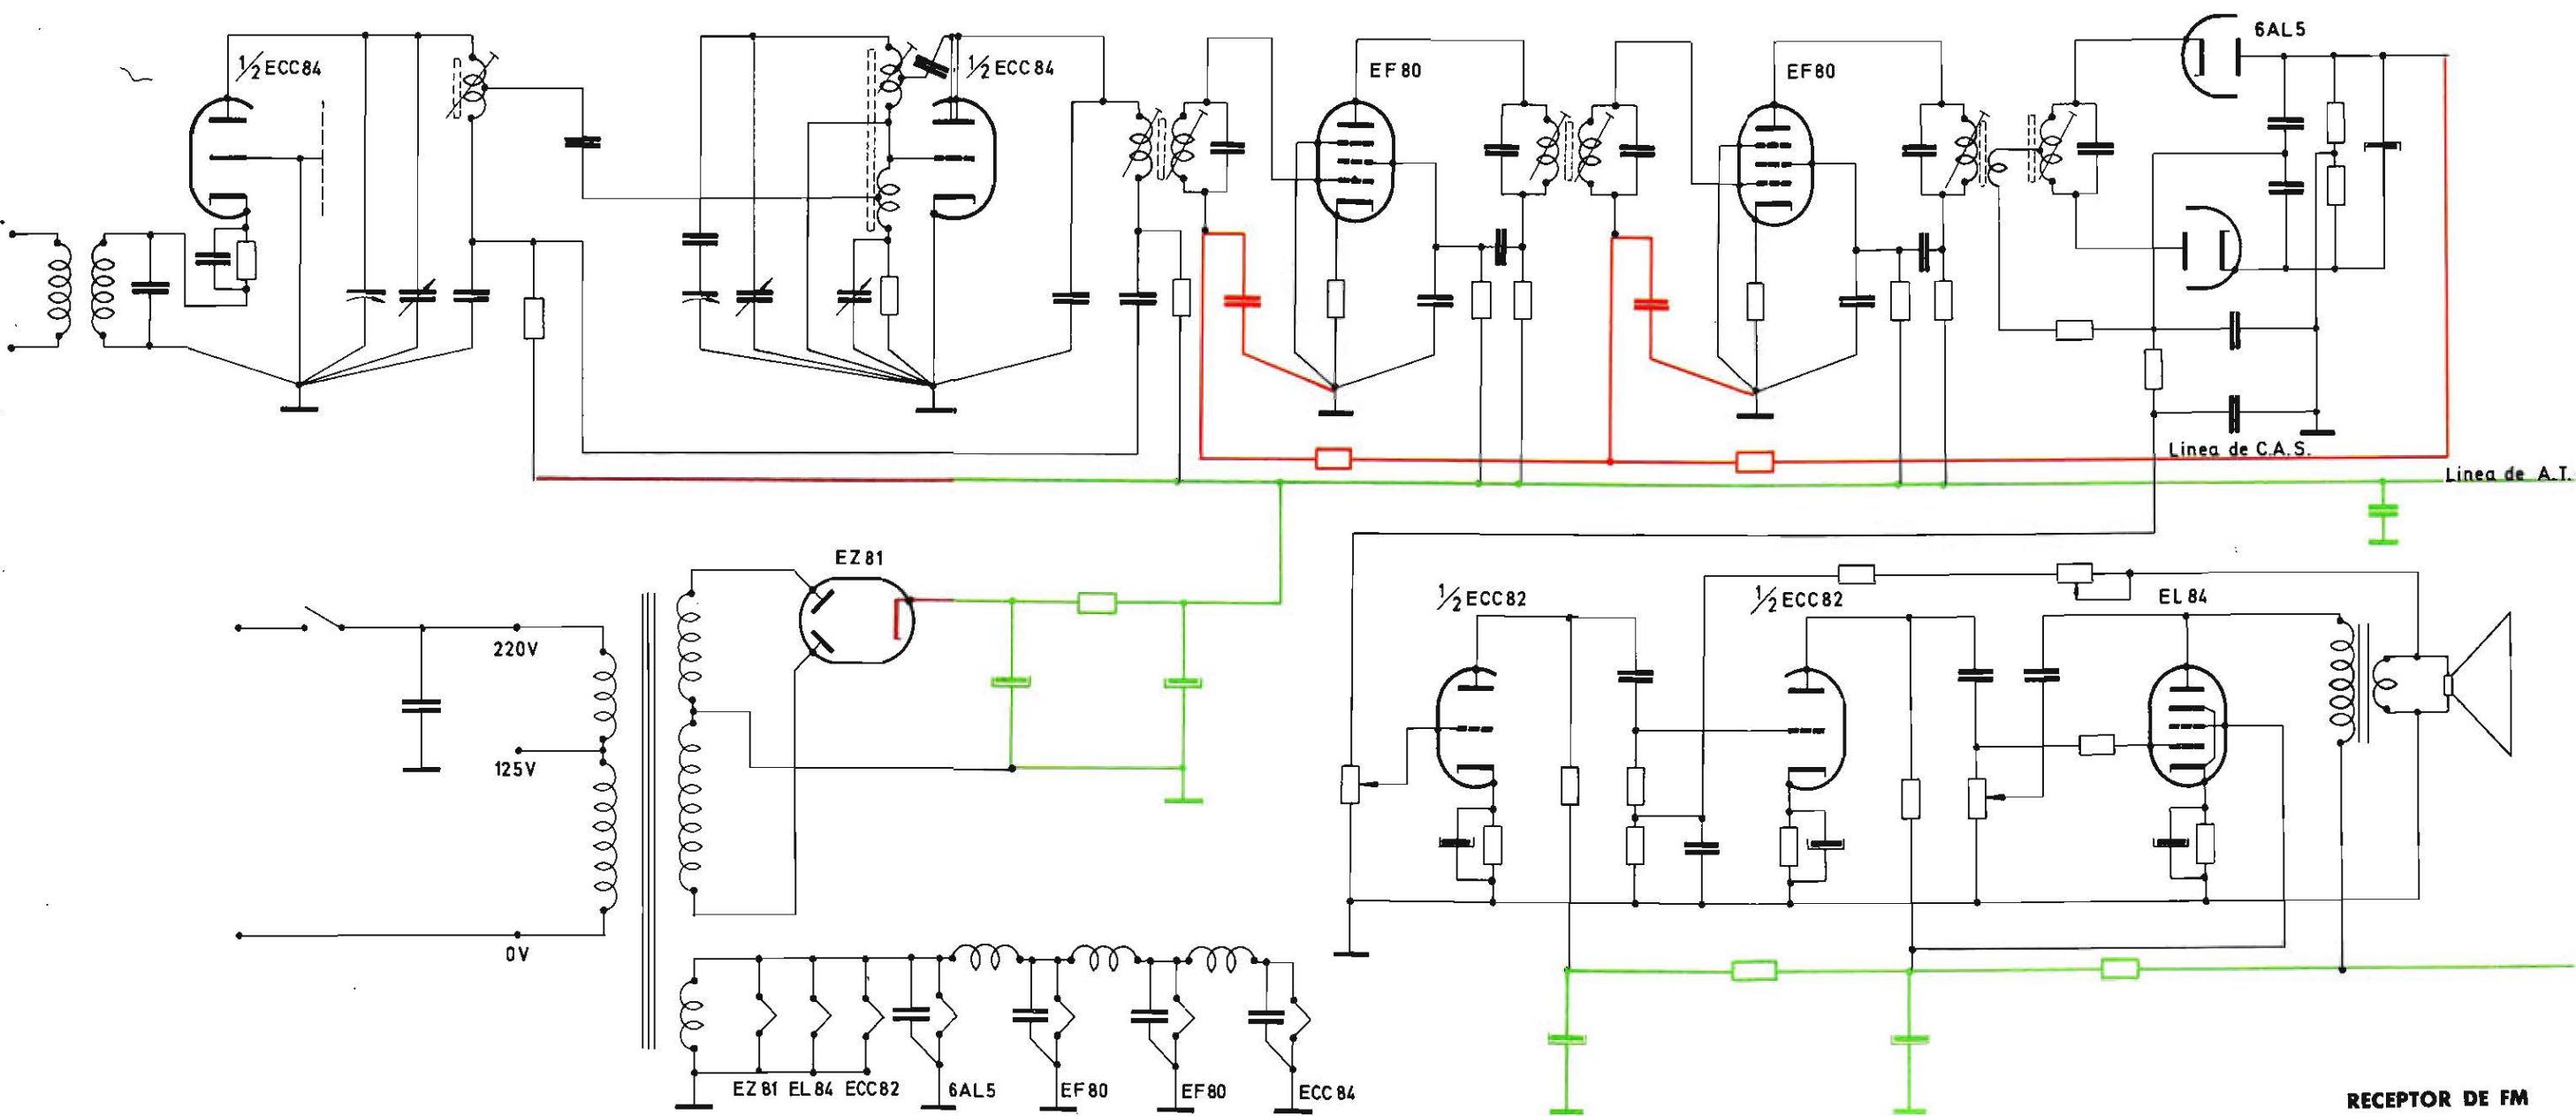 1/2 ECC84
1/2 ECC84
EF80
EF80
6AL5
Linea de C.A.S.
Linea de A.T.
EZ81
220V
125V
0V
1/2 ECC82
1/2 ECC82
EL84
EZ81 EL84 ECC82 6AL5 EF80 EF80 ECC84
RECEPTOR DE FM